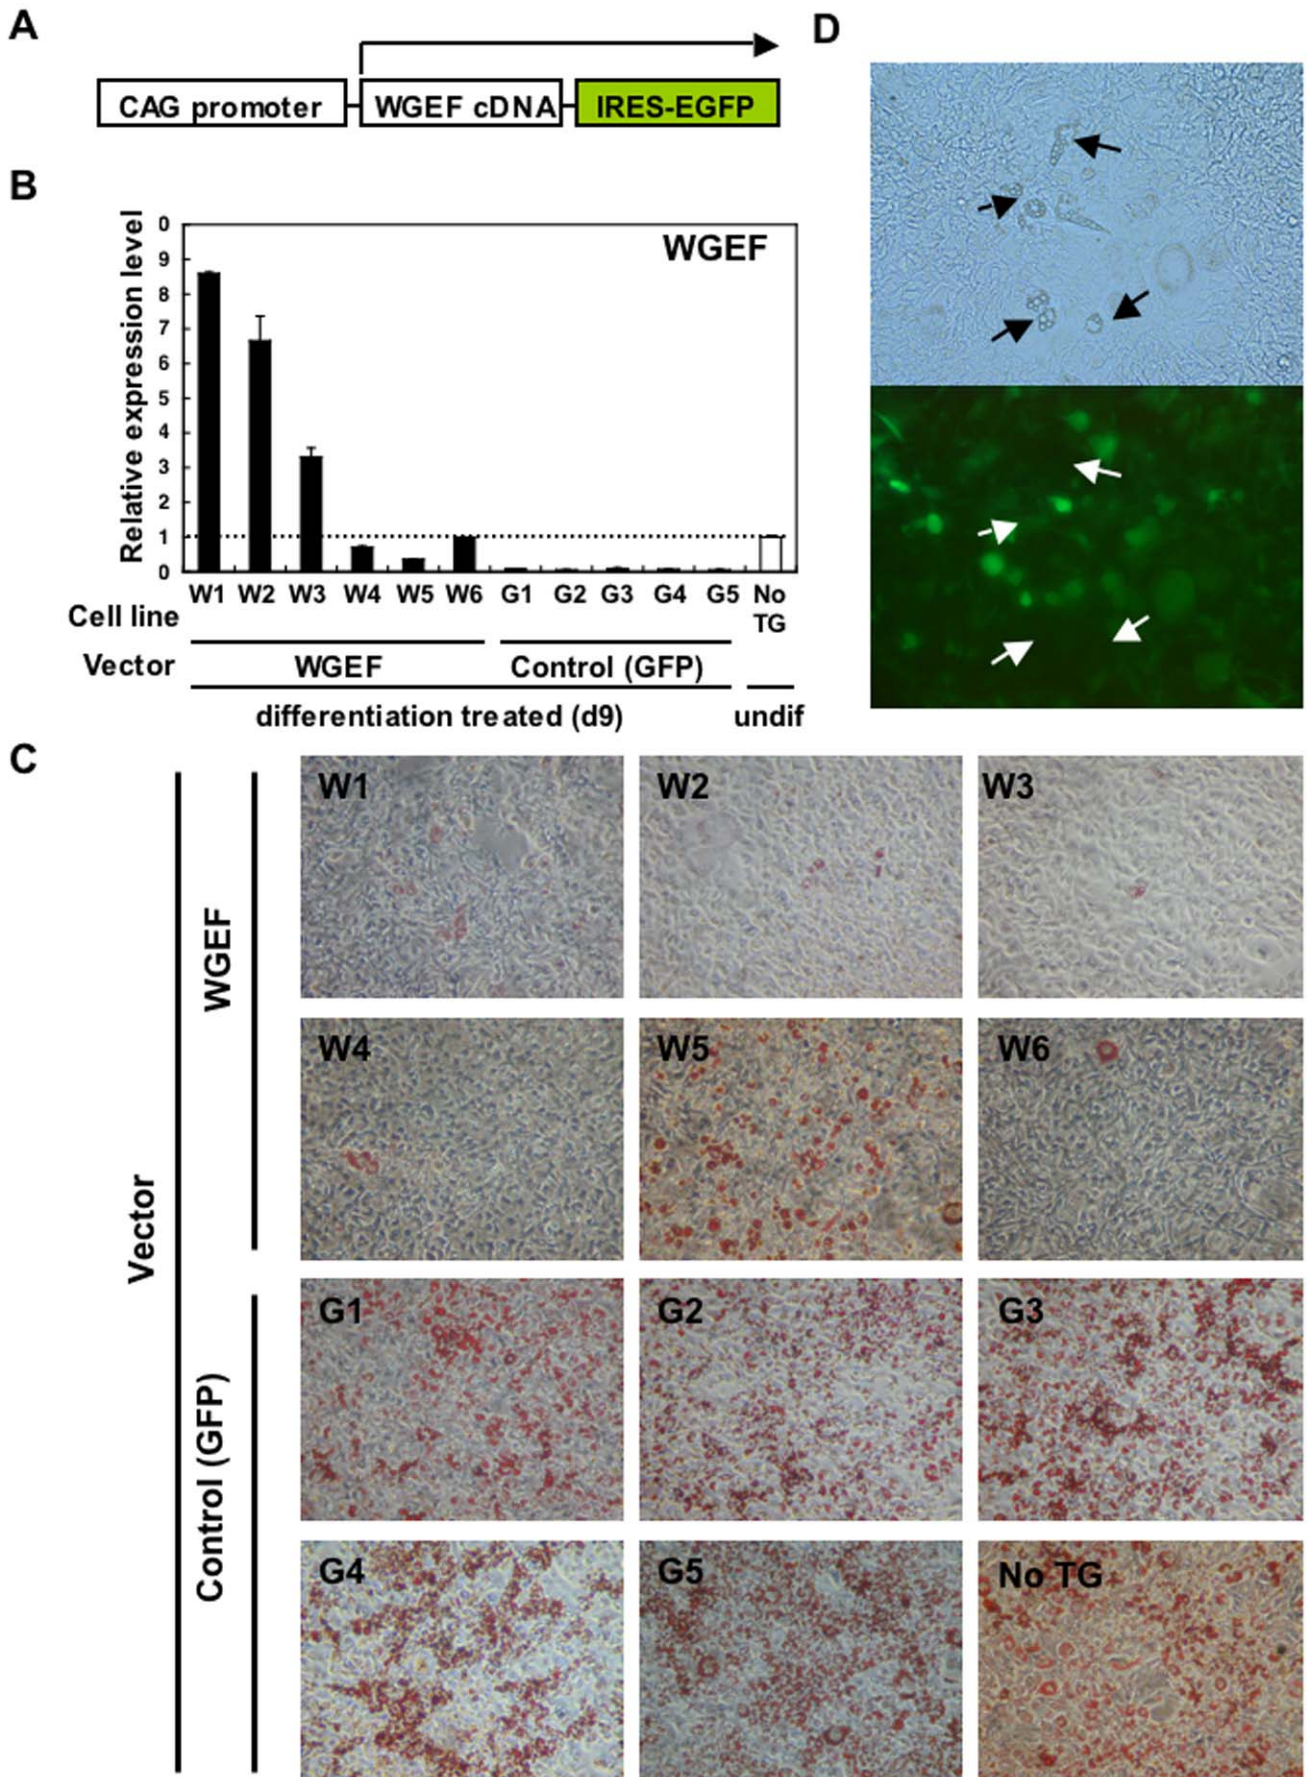 A
CAG promoter
WGEF cDNA
IRES-EGFP
B
Relative expression level
0
9
8
7
6
5
4
3
2
1
0
WGEF
W1 W2 W3 W4 W5 W6 G1 G2 G3 G4 G5 No
TG
Cell line
Vector
WGEF
Control (GFP)
differentiation treated (d9)
undif
D
C
Vector
WGEF
Control (GFP)
W1
W2
W3
W4
W5
W6
G1
G2
G3
G4
G5
No TG